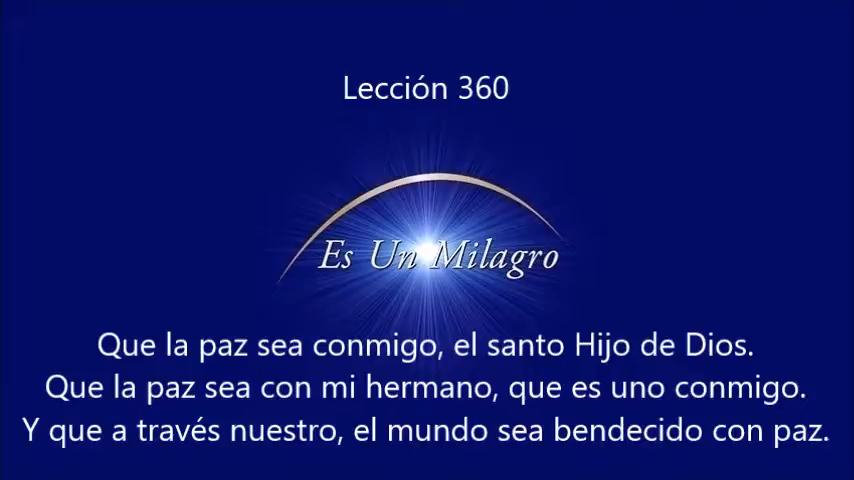 Lección 360
Es Un Milagro
Que la paz sea conmigo, el santo Hijo de Dios.
Que la paz sea con mi hermano, que es uno conmigo.
Y que a través nuestro, el mundo sea bendecido con paz.